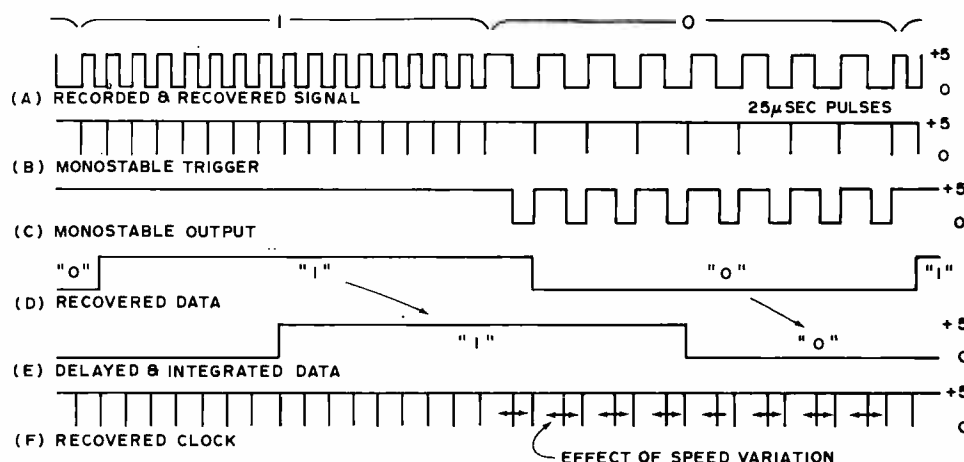 1 0
+5
0
(A) RECORDED & RECOVERED SIGNAL 25µSEC PULSES
+5
0
(B) MONOSTABLE TRIGGER
+5
0
(C) MONOSTABLE OUTPUT
"0" "1" "0" "1"
(D) RECOVERED DATA
+5
"1" "0"
0
(E) DELAYED & INTEGRATED DATA
+5
0
(F) RECOVERED CLOCK
EFFECT OF SPEED VARIATION